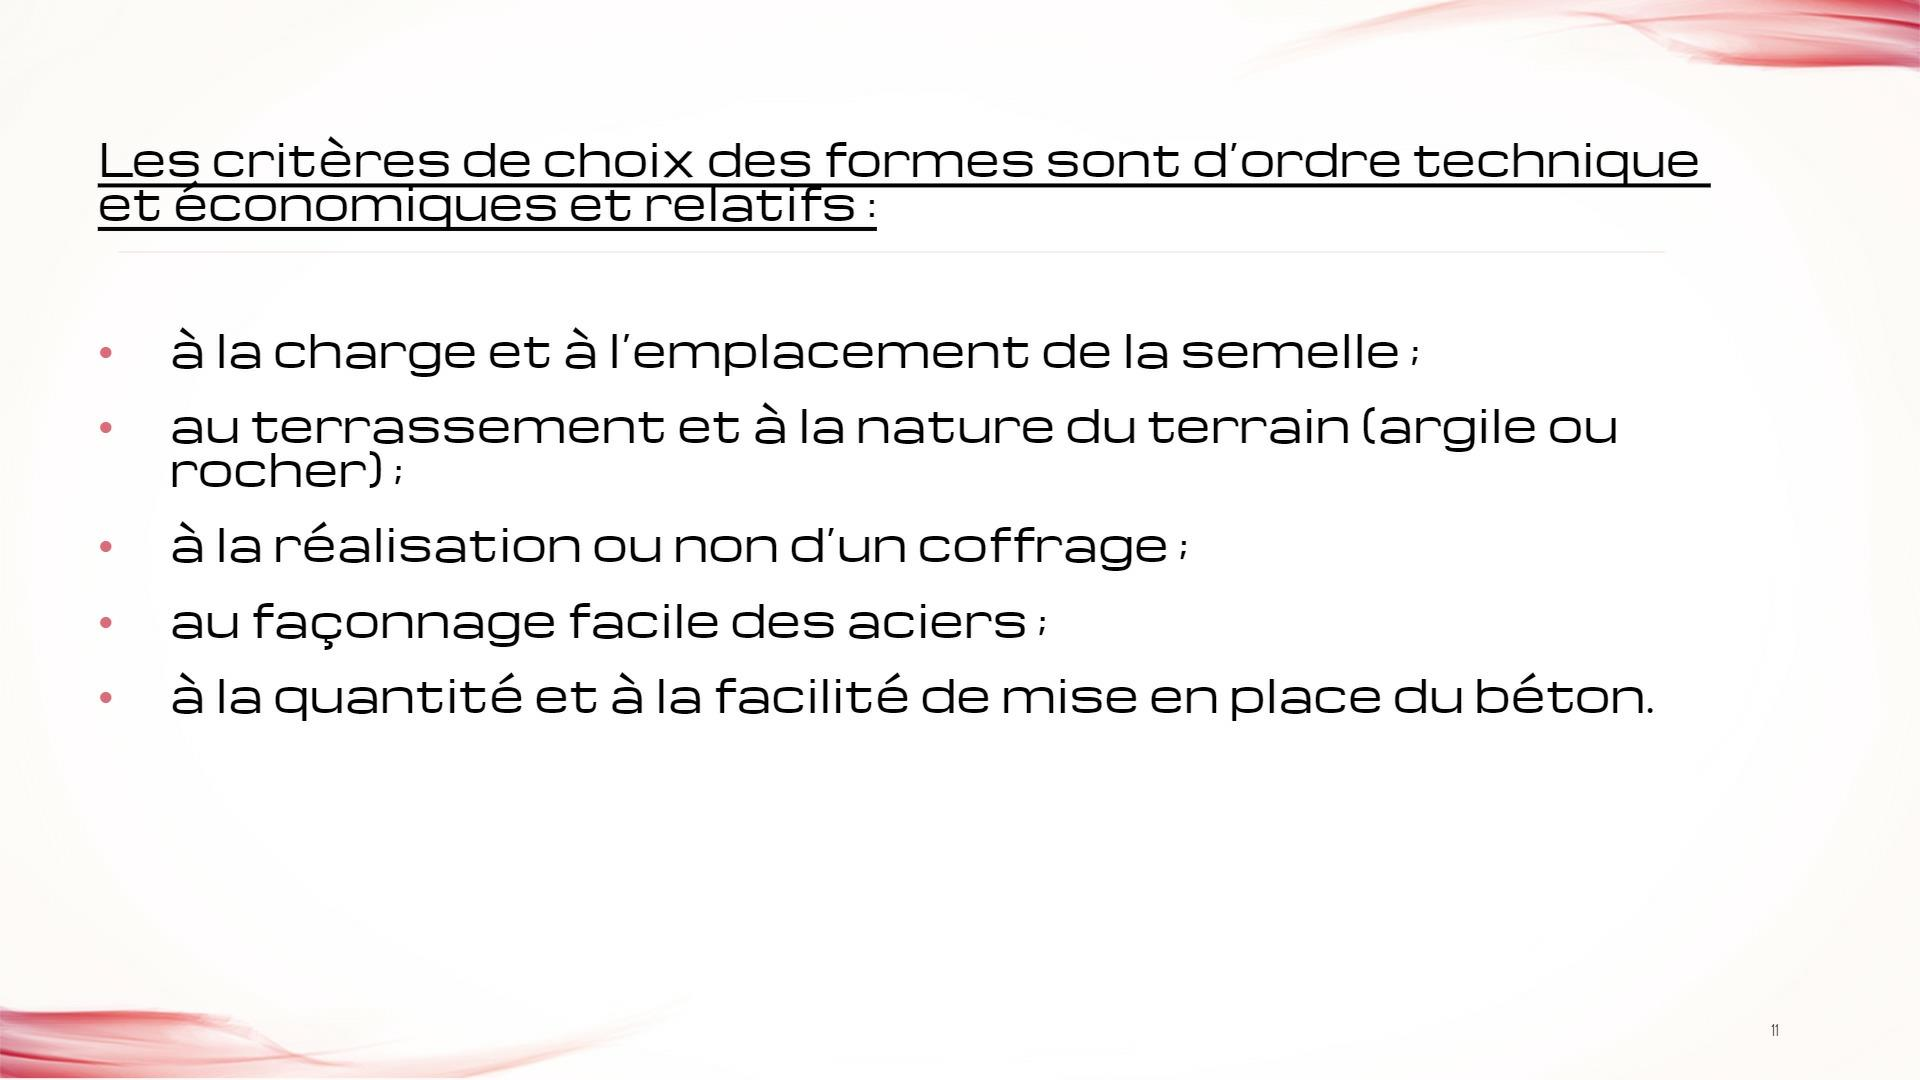 Les critères de choix des formes sont d'ordre technique
et économiques et relatifs :
• à la charge et à l'emplacement de la semelle ;
• au terrassement et à la nature du terrain (argile ou
rocher) ;
• à la réalisation ou non d'un coffrage ;
• au façonnage facile des aciers ;
• à la quantité et à la facilité de mise en place du béton.
11